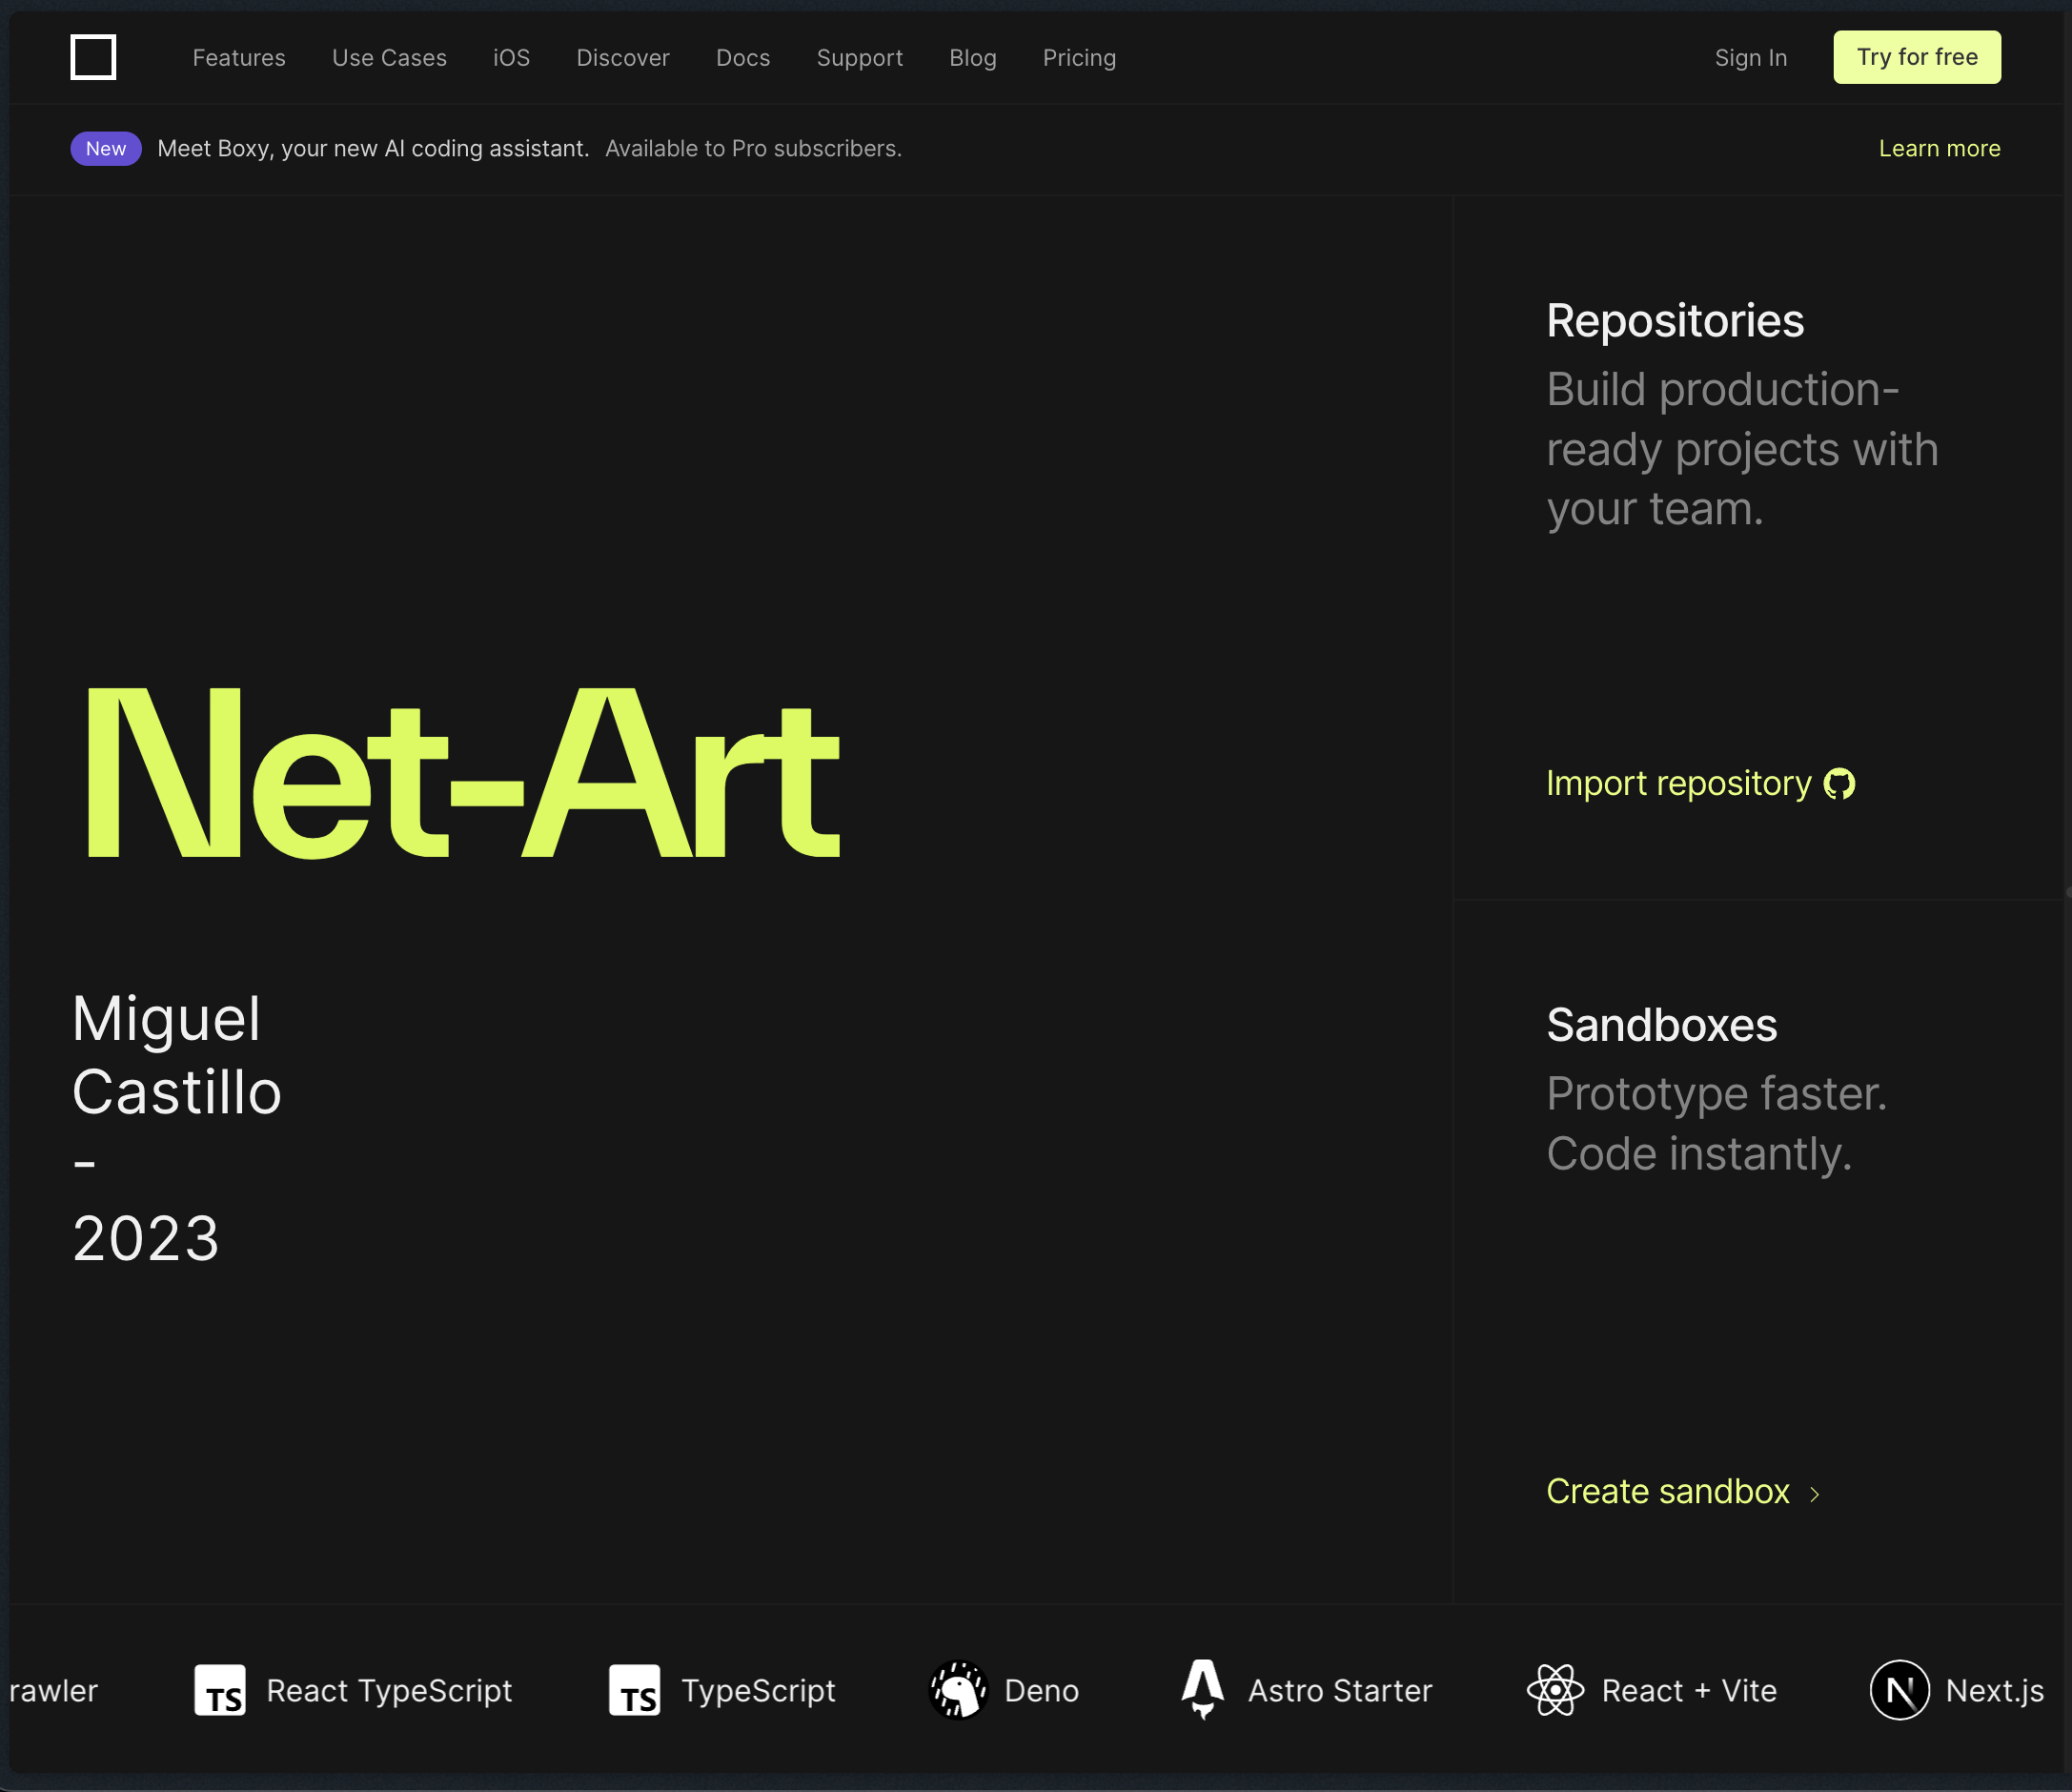 Features Use Cases iOS Discover Docs Support Blog Pricing Sign In Try for free
New Meet Boxy, your new AI coding assistant. Available to Pro subscribers. Learn more
Net-Art
Miguel
Castillo
-
2023
Repositories
Build production-
ready projects with
your team.
Import repository
Sandboxes
Prototype faster.
Code instantly.
Create sandbox
rawler TS React TypeScript TS TypeScript Deno Astro Starter React + Vite N Next.js